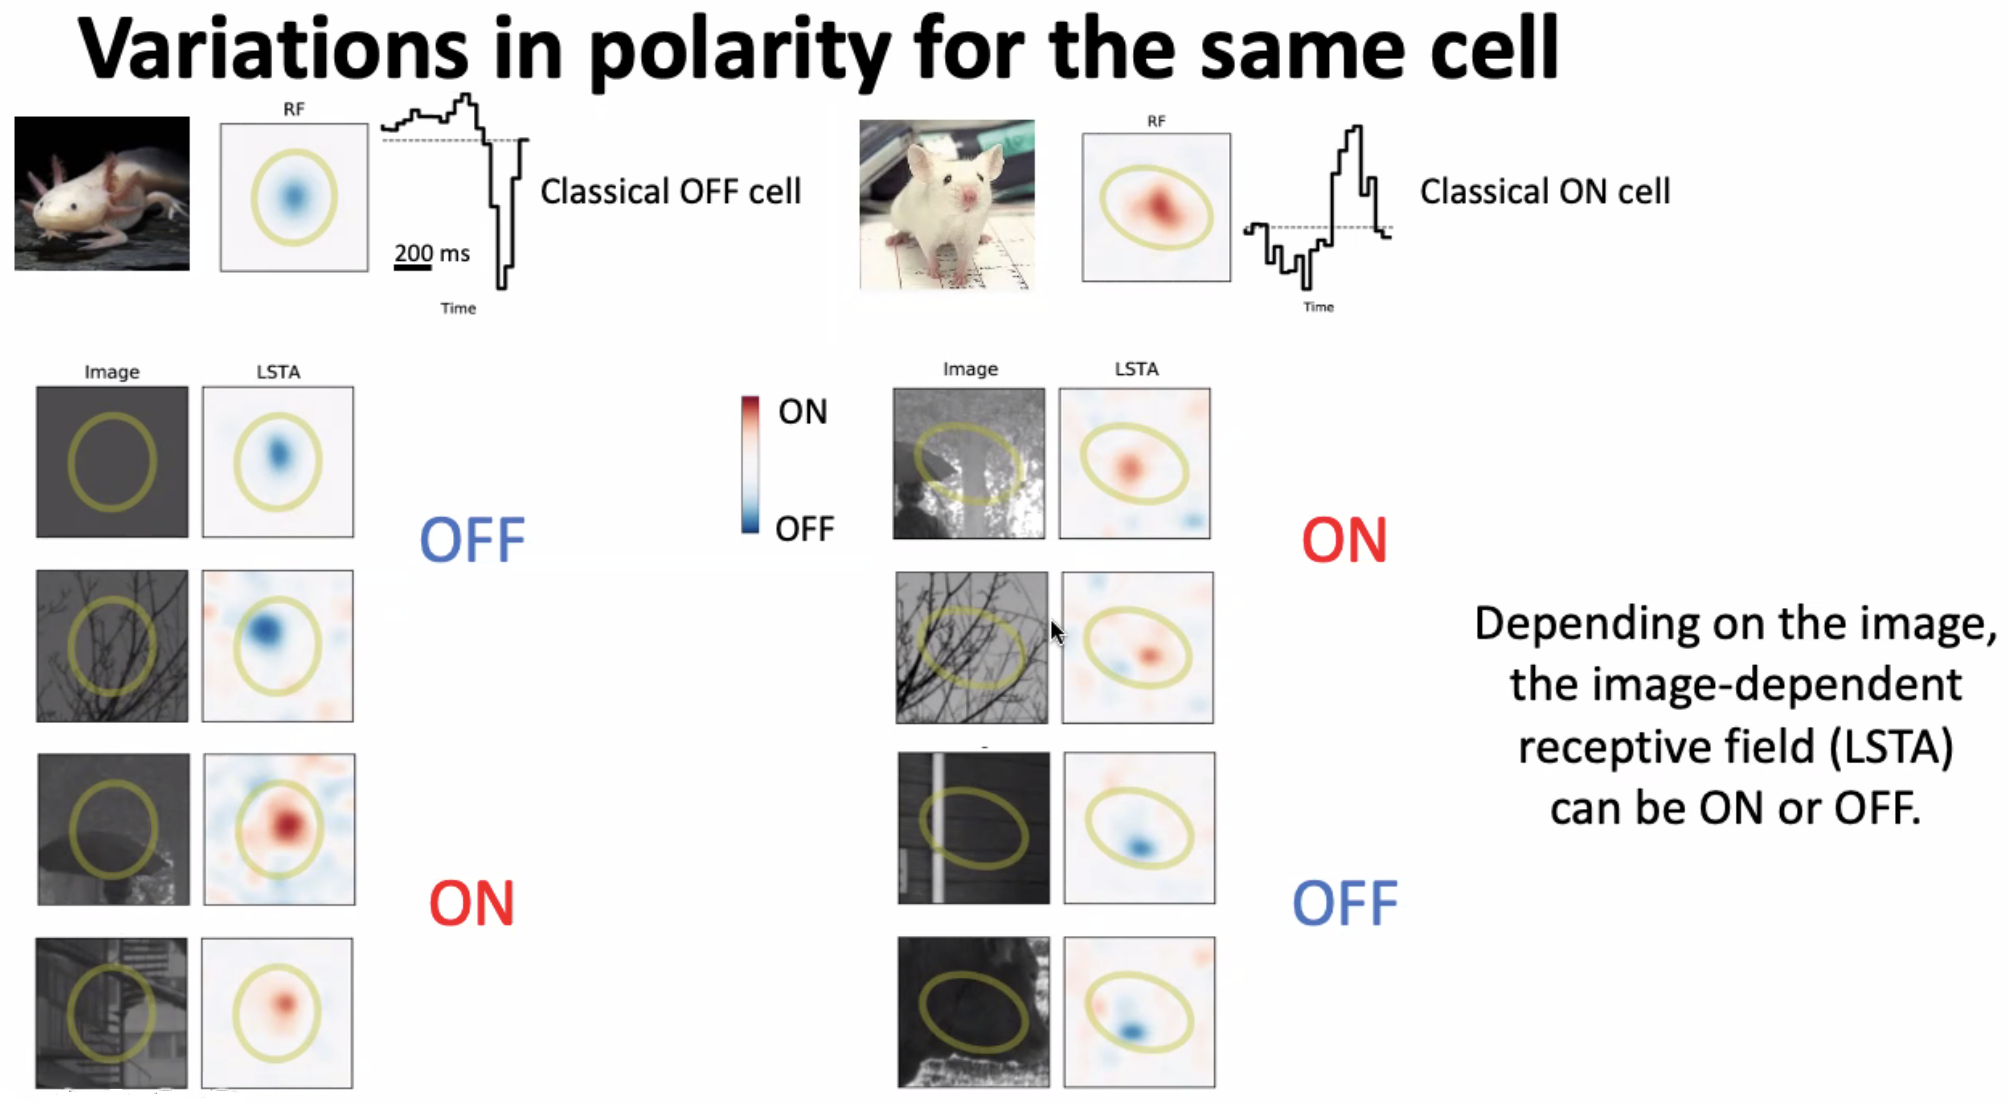 Variations in polarity for the same cell
RF
Classical OFF cell
200 ms
Time
RF
Classical ON cell
Time
Image LSTA
OFF
ON
Image LSTA
ON
OFF
ON
OFF
Depending on the image,
the image-dependent
receptive field (LSTA)
can be ON or OFF.